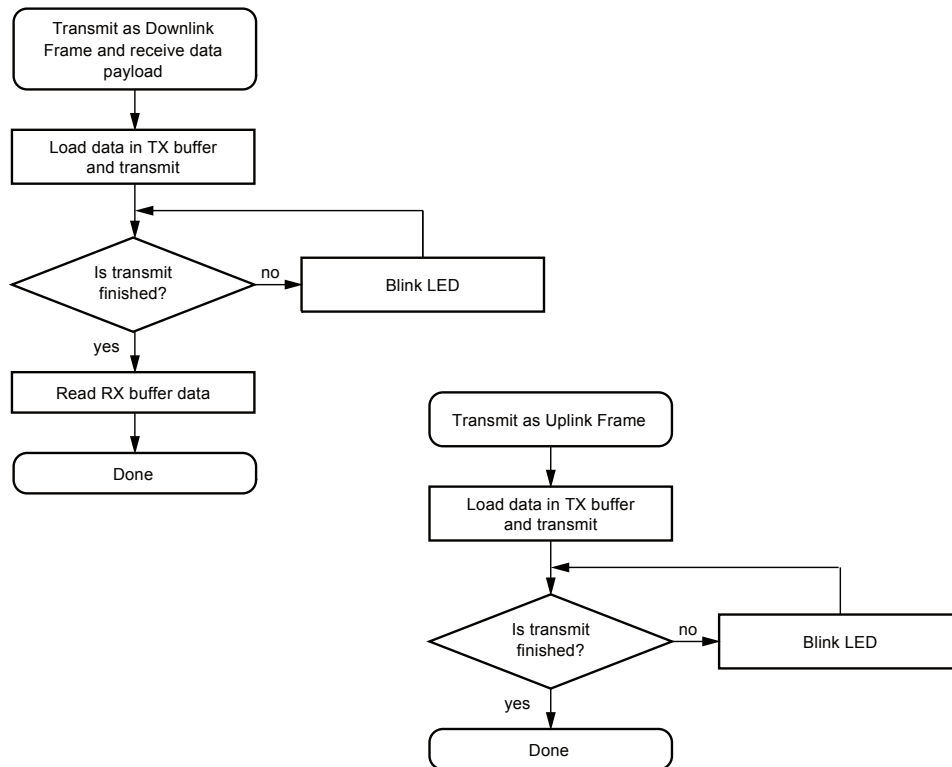 Transmit as Downlink
Frame and receive data
payload
Load data in TX buffer
and transmit
Is transmit
finished?
no
Blink LED
yes
Read RX buffer data
Done
Transmit as Uplink Frame
Load data in TX buffer
and transmit
Is transmit
finished?
no
Blink LED
yes
Done